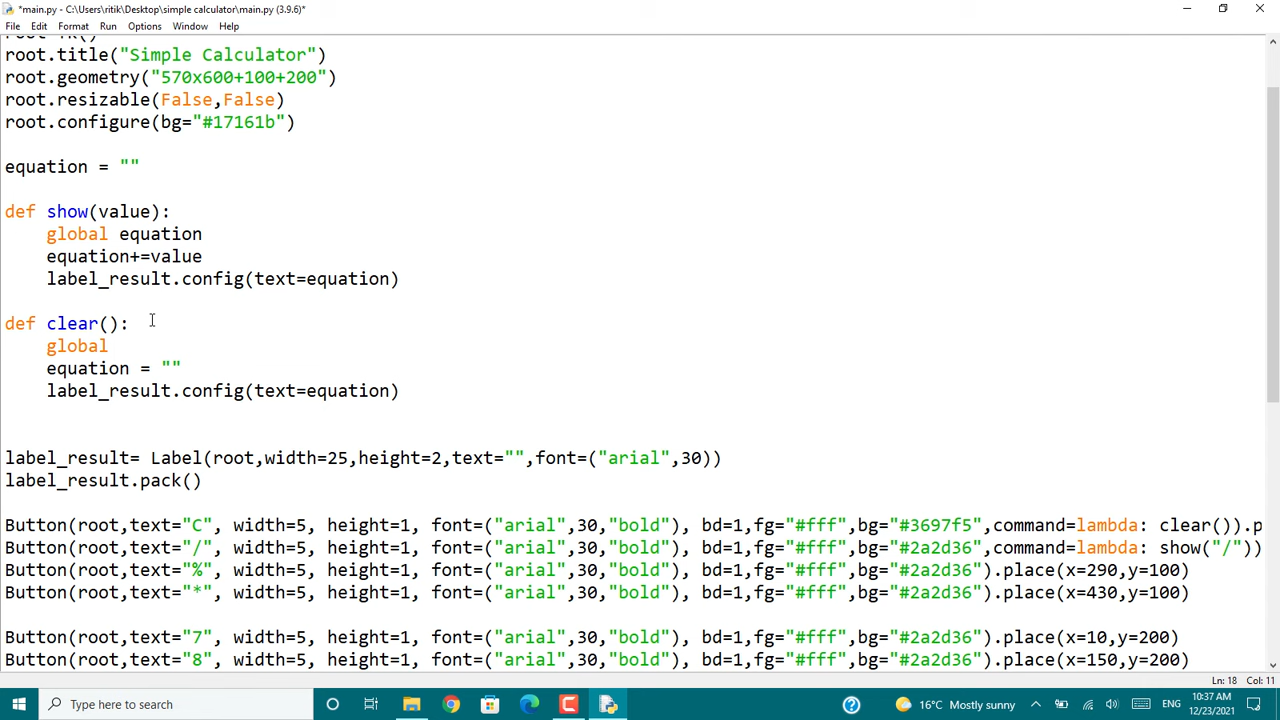 *main.py - C:\Users\ritik\Desktop\simple calculator\main.py (3.9.6)*
File Edit Format Run Options Window Help
root.title("Simple Calculator")
root.geometry("570x600+100+200")
root.resizable(False,False)
root.configure(bg="#17161b")
equation = ""
def show(value):
    global equation
    equation+=value
    label_result.config(text=equation)
def clear():
    global
    equation = ""
    label_result.config(text=equation)
label_result= Label(root,width=25,height=2,text="",font=("arial",30))
label_result.pack()
Button(root,text="C", width=5, height=1, font=("arial",30,"bold"), bd=1,fg="#fff",bg="#3697f5",command=lambda: clear()).p
Button(root,text="/", width=5, height=1, font=("arial",30,"bold"), bd=1,fg="#fff",bg="#2a2d36",command=lambda: show("/"))
Button(root,text="%", width=5, height=1, font=("arial",30,"bold"), bd=1,fg="#fff",bg="#2a2d36").place(x=290,y=100)
Button(root,text="*", width=5, height=1, font=("arial",30,"bold"), bd=1,fg="#fff",bg="#2a2d36").place(x=430,y=100)
Button(root,text="7", width=5, height=1, font=("arial",30,"bold"), bd=1,fg="#fff",bg="#2a2d36").place(x=10,y=200)
Button(root,text="8", width=5, height=1, font=("arial",30,"bold"), bd=1,fg="#fff",bg="#2a2d36").place(x=150,y=200)
Ln: 18 Col: 11
Type here to search
16°C Mostly sunny
ENG
10:37 AM
12/23/2021